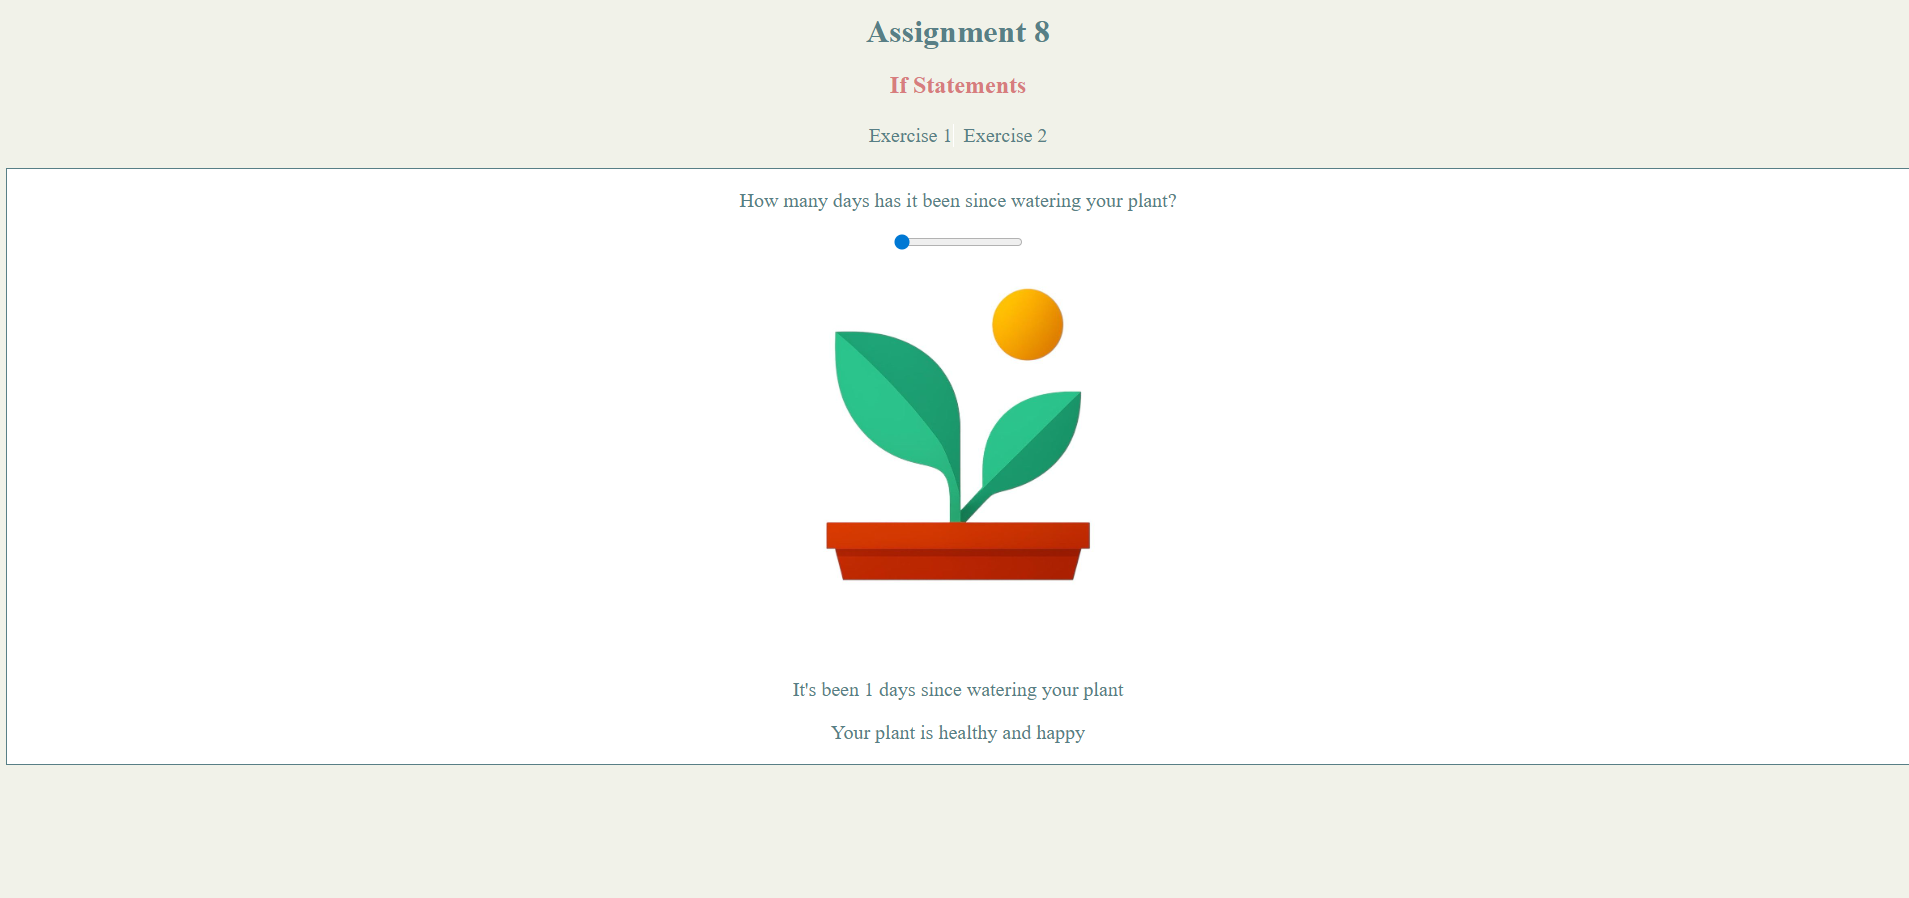 Assignment 8
If Statements
Exercise 1 Exercise 2
How many days has it been since watering your plant?
It's been 1 days since watering your plant
Your plant is healthy and happy